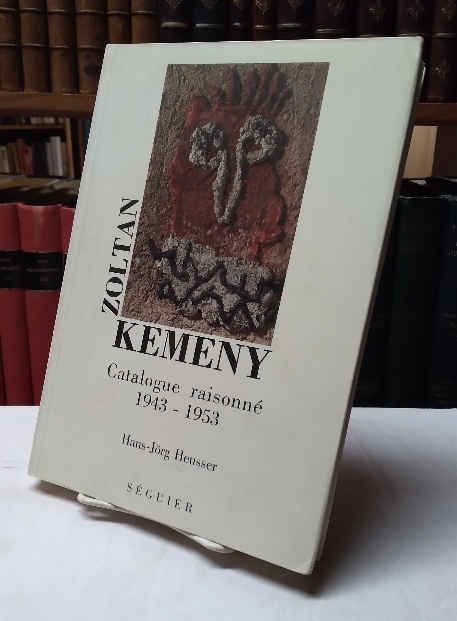 ZOLTAN
KEMENY
Catalogue raisonné
1943 - 1953
Hans-Jörg Heusser
SÉGUIER